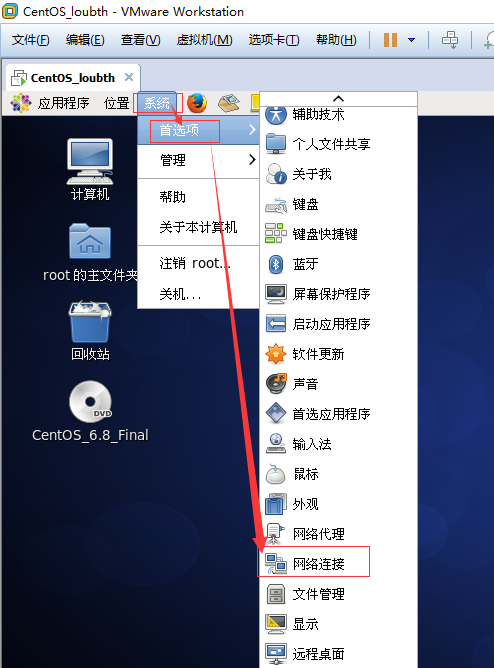 CentOS_loubth - VMware Workstation
文件(F) 编辑(E) 查看(V) 虚拟机(M) 选项卡(T) 帮助(H)
CentOS_loubth ×
应用程序 位置 系统
首选项
管理
帮助
关于本计算机
注销 root...
关机...
辅助技术
个人文件共享
关于我
键盘
键盘快捷键
蓝牙
屏幕保护程序
启动应用程序
软件更新
声音
首选应用程序
输入法
鼠标
外观
网络代理
网络连接
文件管理
显示
远程桌面
计算机
root 的主文件夹
回收站
DVD
CentOS_6.8_Final